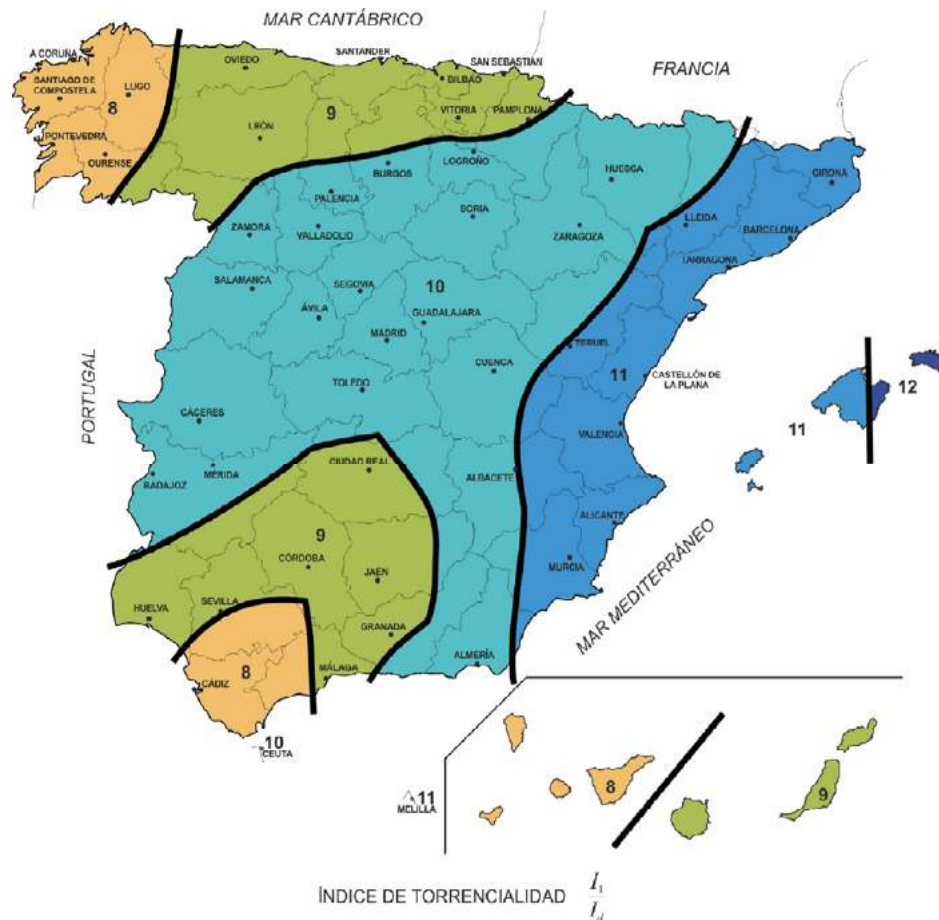 MAR CANTÁBRICO
A CORUÑA
OVIEDO
SANTANDER
SAN SEBASTIÁN
BILBAO
FRANCIA
SANTIAGO DE
COMPOSTELA
LUGO
8
9
LEÓN
VITORIA
PAMPLONA
PONTEVEDRA
OURENSE
LOGROÑO
BURGOS
HUESCA
GIRONA
PALENCIA
SORIA
LLEIDA
ZAMORA
VALLADOLID
ZARAGOZA
BARCELONA
TARRAGONA
SALAMANCA
SEGOVIA
10
ÁVILA
GUADALAJARA
MADRID
TERUEL
CUENCA
11
CASTELLÓN DE
LA PLANA
12
PORTUGAL
TOLEDO
CÁCERES
VALENCIA
11
BADAJOZ
MÉRIDA
CIUDAD REAL
ALBACETE
ALICANTE
9
CÓRDOBA
JAEN
MURCIA
MAR MEDITERRÁNEO
HUELVA
SEVILLA
GRANADA
ALMERÍA
MÁLAGA
CÁDIZ
8
10
CEUTA
11
MELILLA
8
9
ÍNDICE DE TORRENCIALIDAD I₁
I_d